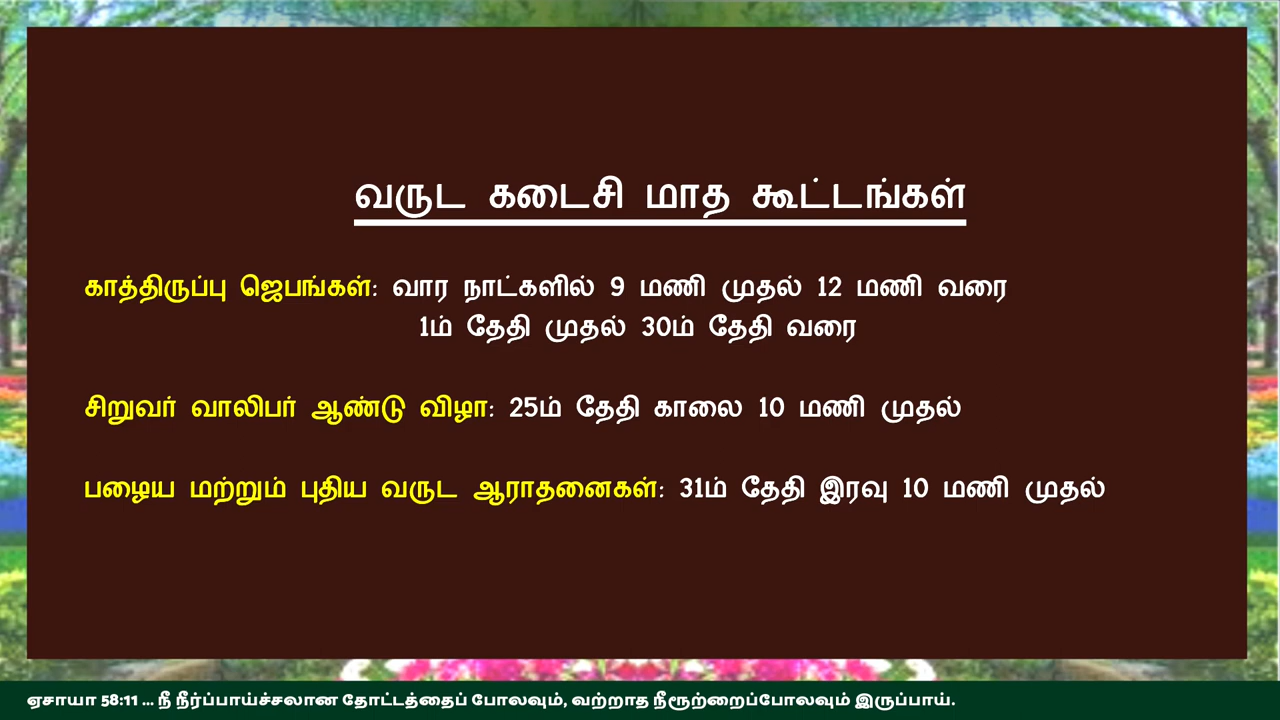 வருட கடைசி மாத கூட்டங்கள்
காத்திருப்பு ஜெபங்கள்: வார நாட்களில் 9 மணி முதல் 12 மணி வரை
1ம் தேதி முதல் 30ம் தேதி வரை
சிறுவர் வாலிபர் ஆண்டு விழா: 25ம் தேதி காலை 10 மணி முதல்
பழைய மற்றும் புதிய வருட ஆராதனைகள்: 31ம் தேதி இரவு 10 மணி முதல்
ஏசாயா 58:11 ... நீ நீர்ப்பாய்ச்சலான தோட்டத்தைப் போலவும், வற்றாத நீரூற்றைப்போலவும் இருப்பாய்.